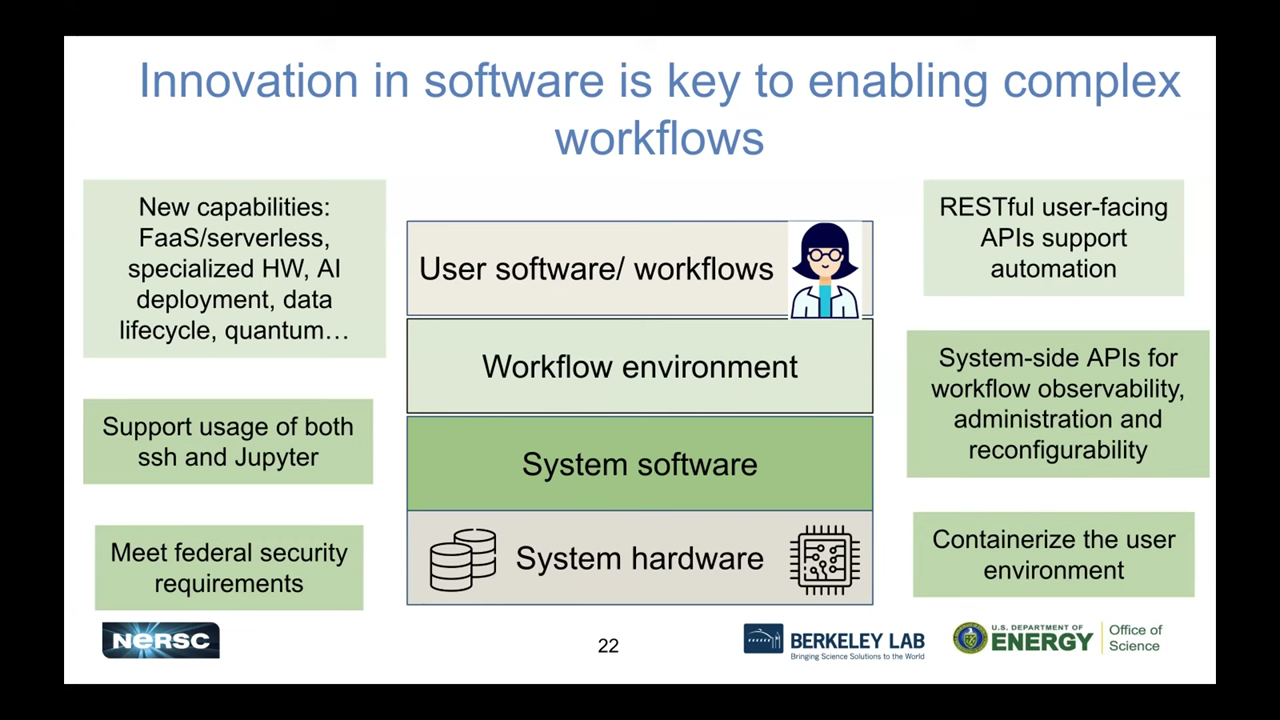 Innovation in software is key to enabling complex
workflows
New capabilities:
FaaS/serverless,
specialized HW, AI
deployment, data
lifecycle, quantum…
Support usage of both
ssh and Jupyter
Meet federal security
requirements
User software/ workflows
Workflow environment
System software
System hardware
RESTful user-facing
APIs support
automation
System-side APIs for
workflow observability,
administration and
reconfigurability
Containerize the user
environment
NERSC
22
BERKELEY LAB
Bringing Science Solutions to the World
U.S. DEPARTMENT OF
ENERGY
Office of
Science